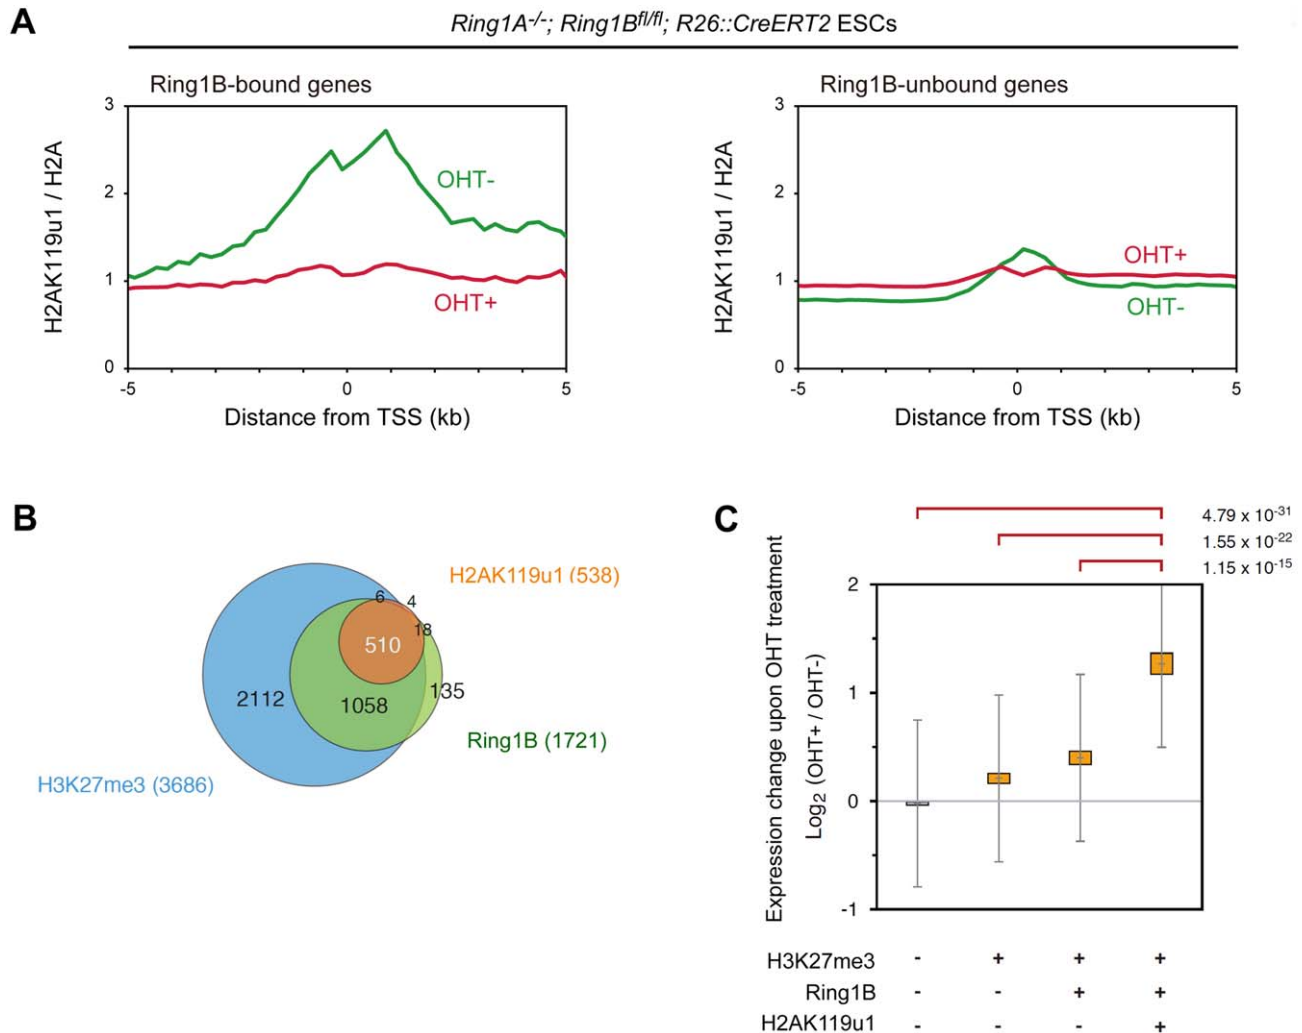 A
Ring1A-/-; Ring1Bfl/fl; R26::CreERT2 ESCs
Ring1B-bound genes
H2AK119u1 / H2A
3
2
1
0
OHT-
OHT+
-5
0
5
Distance from TSS (kb)
Ring1B-unbound genes
H2AK119u1 / H2A
3
2
1
0
OHT+
OHT-
-5
0
5
Distance from TSS (kb)
B
H2AK119u1 (538)
6
4
18
510
2112
1058
135
Ring1B (1721)
H3K27me3 (3686)
C
4.79 x 10-31
1.55 x 10-22
1.15 x 10-15
Expression change upon OHT treatment
Log2 (OHT+ / OHT-)
2
1
0
-1
H3K27me3 - + + +
Ring1B - - + +
H2AK119u1 - - - +